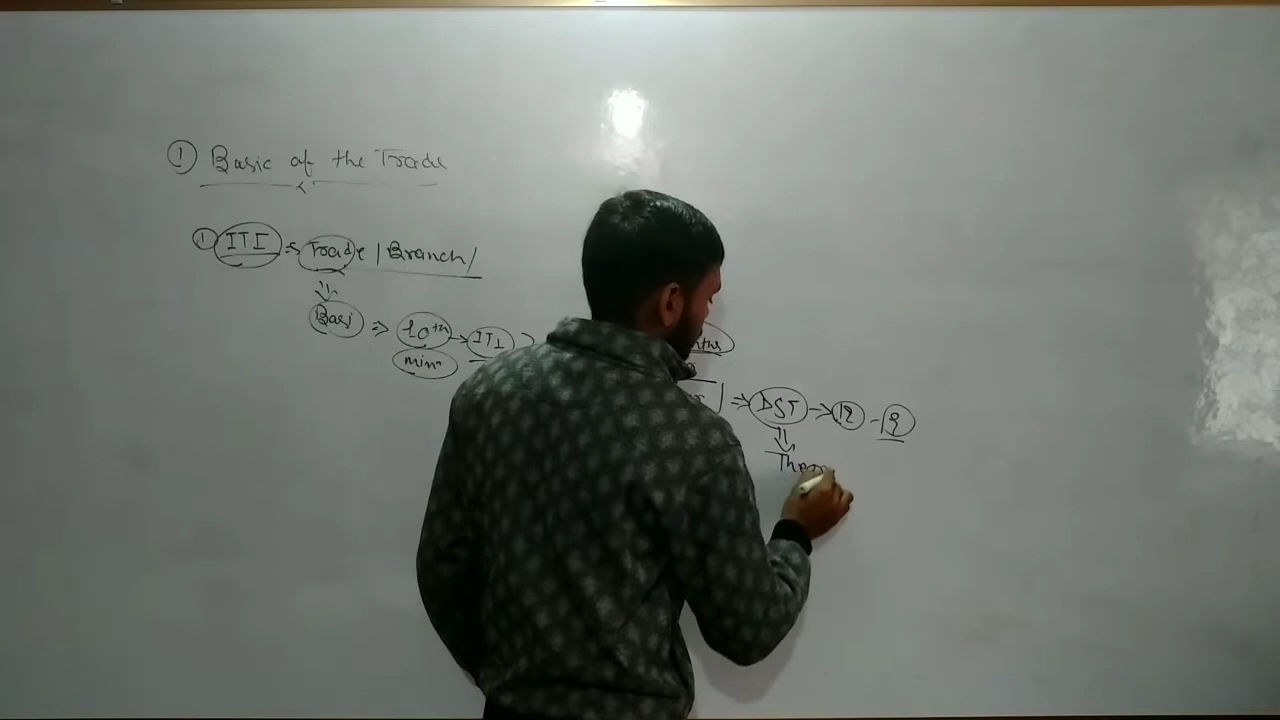 ① Basic of the Trade
① ITI ⇒ Trade / Branch /
Basi ⇒ 10th → ITI
min
⇒ DST → 12 - 19